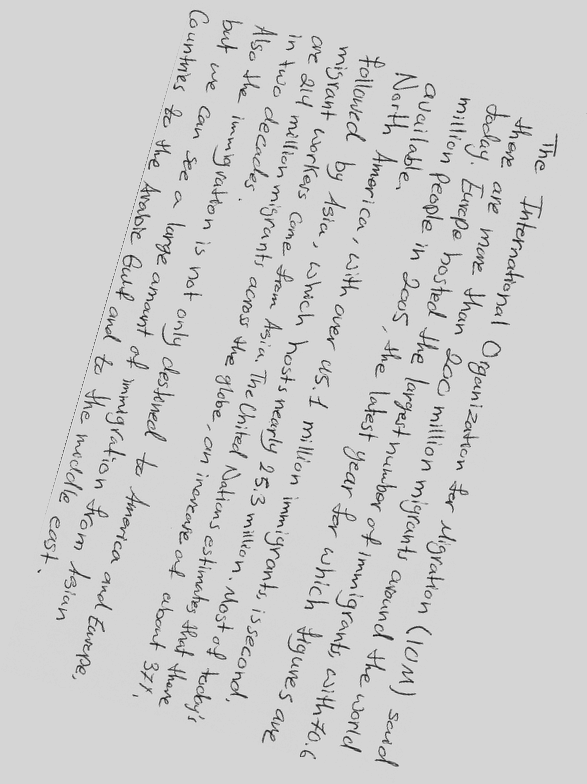 The International Organization for Migration (IOM) said
there are more than 200 million migrants around the world
today. Europe hosted the largest number of immigrants, with 70.6
million people in 2005, the latest year for which figures are
available.
North America, with over 45.1 million immigrants, is second,
followed by Asia, which hosts nearly 25.3 million. Most of today's
migrant workers come from Asia. The United Nations estimates that there
are 214 million migrants across the globe, an increase of about 37%
in two decades.
Also the immigration is not only destined to America and Europe,
but we can see a large amount of immigration from Asian
Countries to the Arabie Gulf and to the middle east.